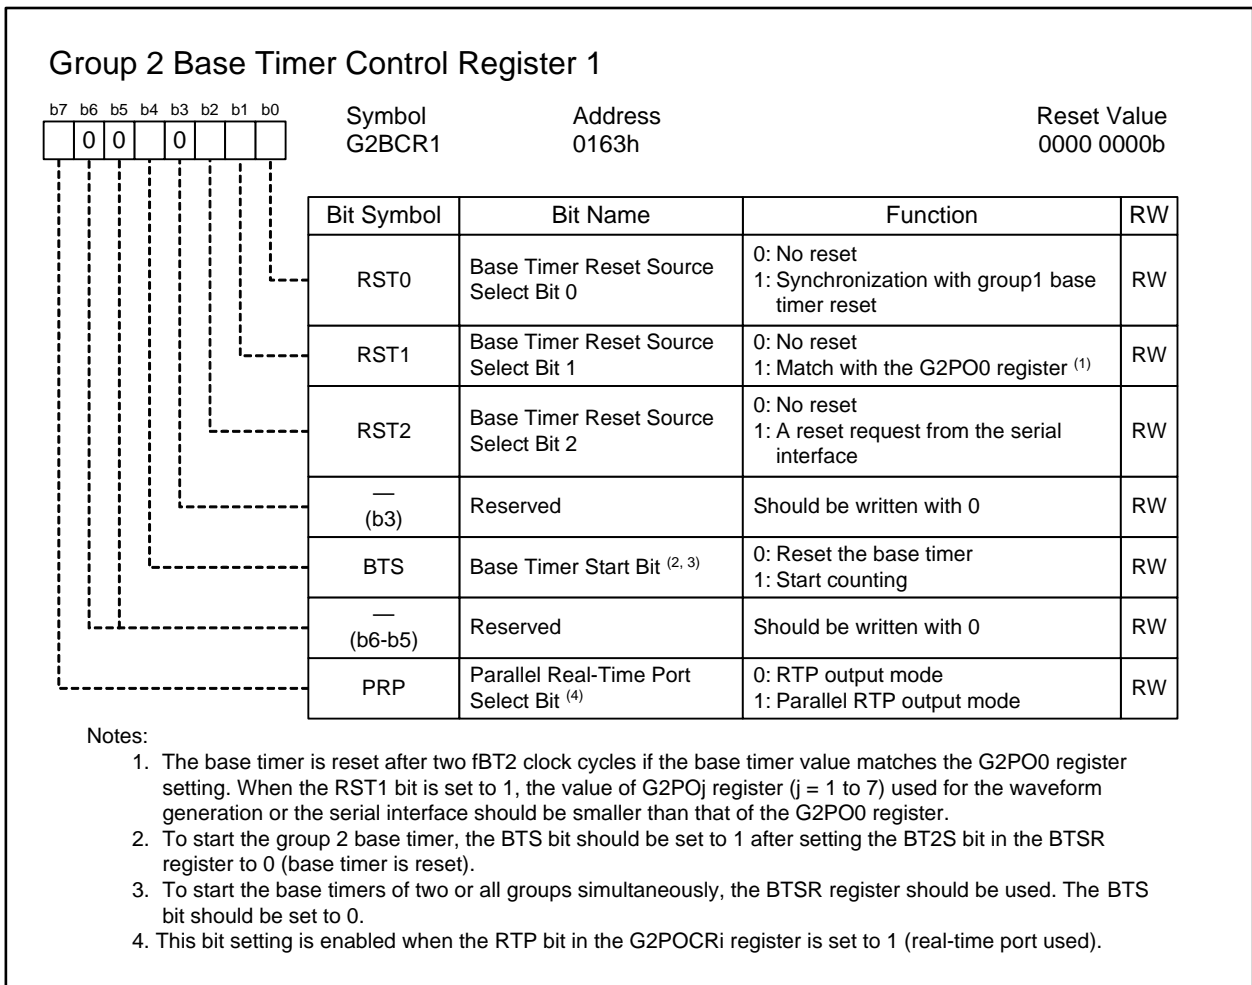 Group 2 Base Timer Control Register 1
b7 b6 b5 b4 b3 b2 b1 b0
0 0 0
Symbol Address Reset Value
G2BCR1 0163h 0000 0000b
Bit Symbol Bit Name Function RW
RST0 Base Timer Reset Source Select Bit 0 0: No reset
1: Synchronization with group1 base timer reset RW
RST1 Base Timer Reset Source Select Bit 1 0: No reset
1: Match with the G2PO0 register (1) RW
RST2 Base Timer Reset Source Select Bit 2 0: No reset
1: A reset request from the serial interface RW
— (b3) Reserved Should be written with 0 RW
BTS Base Timer Start Bit (2, 3) 0: Reset the base timer
1: Start counting RW
— (b6-b5) Reserved Should be written with 0 RW
PRP Parallel Real-Time Port Select Bit (4) 0: RTP output mode
1: Parallel RTP output mode RW
Notes:
1. The base timer is reset after two fBT2 clock cycles if the base timer value matches the G2PO0 register
setting. When the RST1 bit is set to 1, the value of G2POj register (j = 1 to 7) used for the waveform
generation or the serial interface should be smaller than that of the G2PO0 register.
2. To start the group 2 base timer, the BTS bit should be set to 1 after setting the BT2S bit in the BTSR
register to 0 (base timer is reset).
3. To start the base timers of two or all groups simultaneously, the BTSR register should be used. The BTS
bit should be set to 0.
4. This bit setting is enabled when the RTP bit in the G2POCRi register is set to 1 (real-time port used).